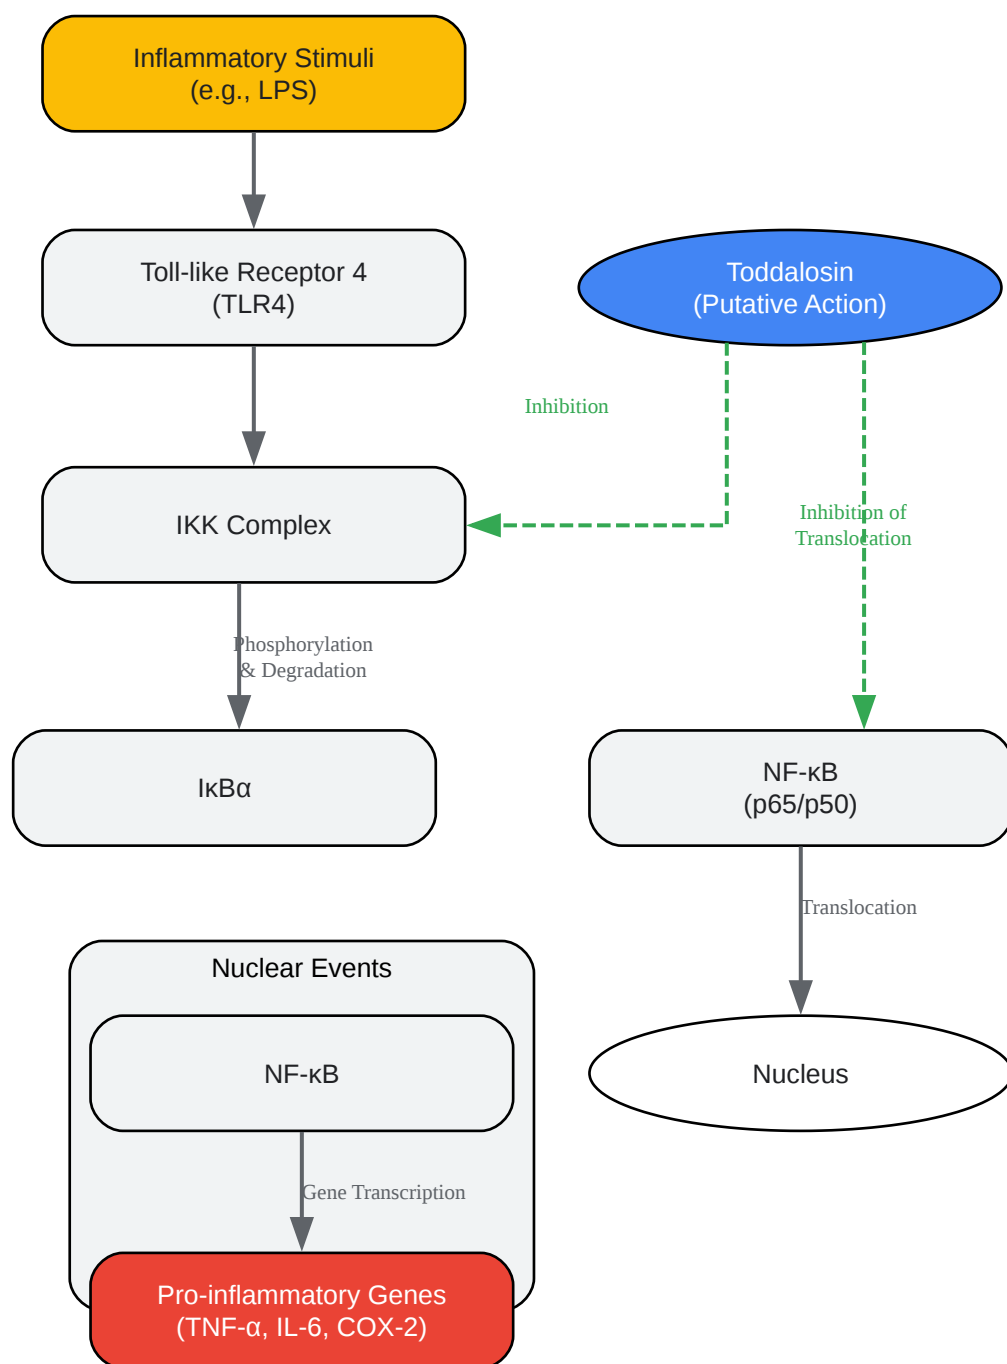 Inflammatory Stimuli
(e.g., LPS)
Toll-like Receptor 4
(TLR4)
Toddalosin
(Putative Action)
Inhibition
IKK Complex
Inhibition of
Translocation
Phosphorylation
& Degradation
IκBα
NF-κB
(p65/p50)
Translocation
Nuclear Events
NF-κB
Nucleus
Gene Transcription
Pro-inflammatory Genes
(TNF-α, IL-6, COX-2)